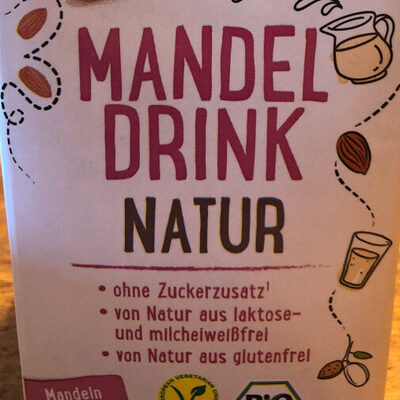 MANDEL
DRINK
NATUR
• ohne Zuckerzusatz¹
• von Natur aus laktose-
und milcheiweißfrei
• von Natur aus glutenfrei
Mandeln
BIO